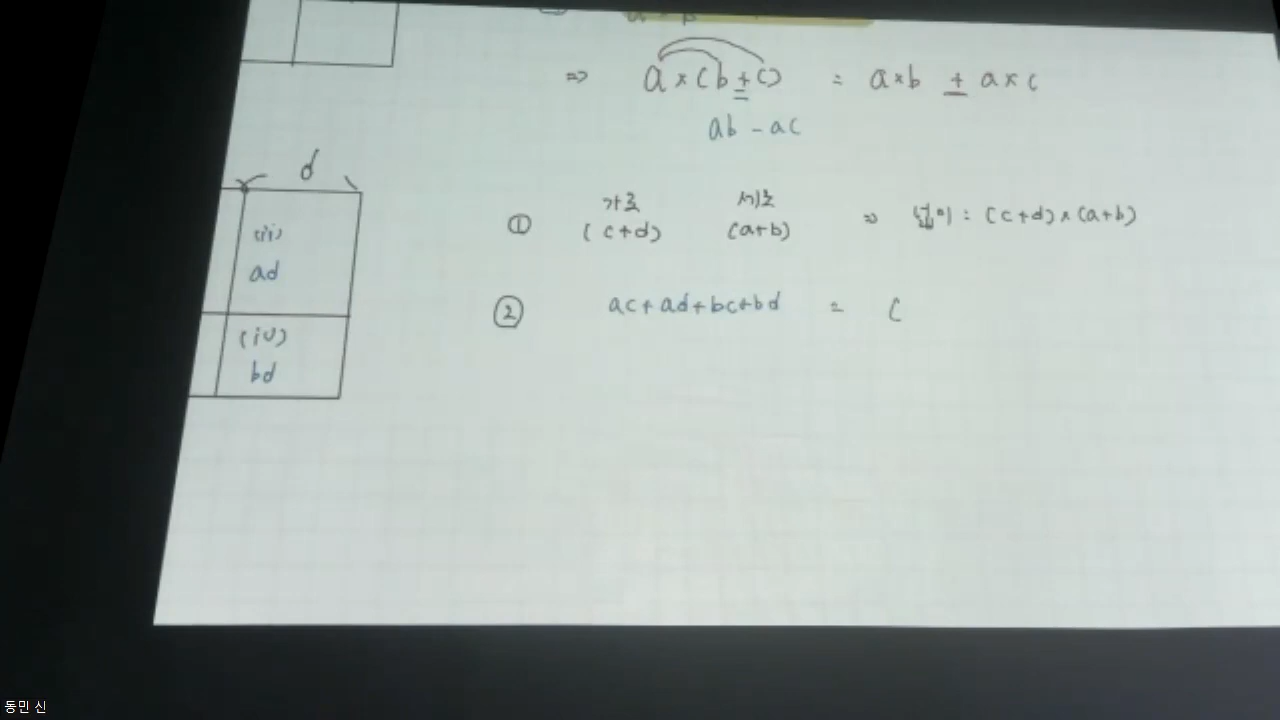 ⇒ a × (b ± c) = a×b ± a×c
ab - ac
d
가로 세로
① (c+d) (a+b) ⇒ 넓이 : (c+d)×(a+b)
ad
② ac+ad+bc+bd = (
(iv)
bd
동민 신